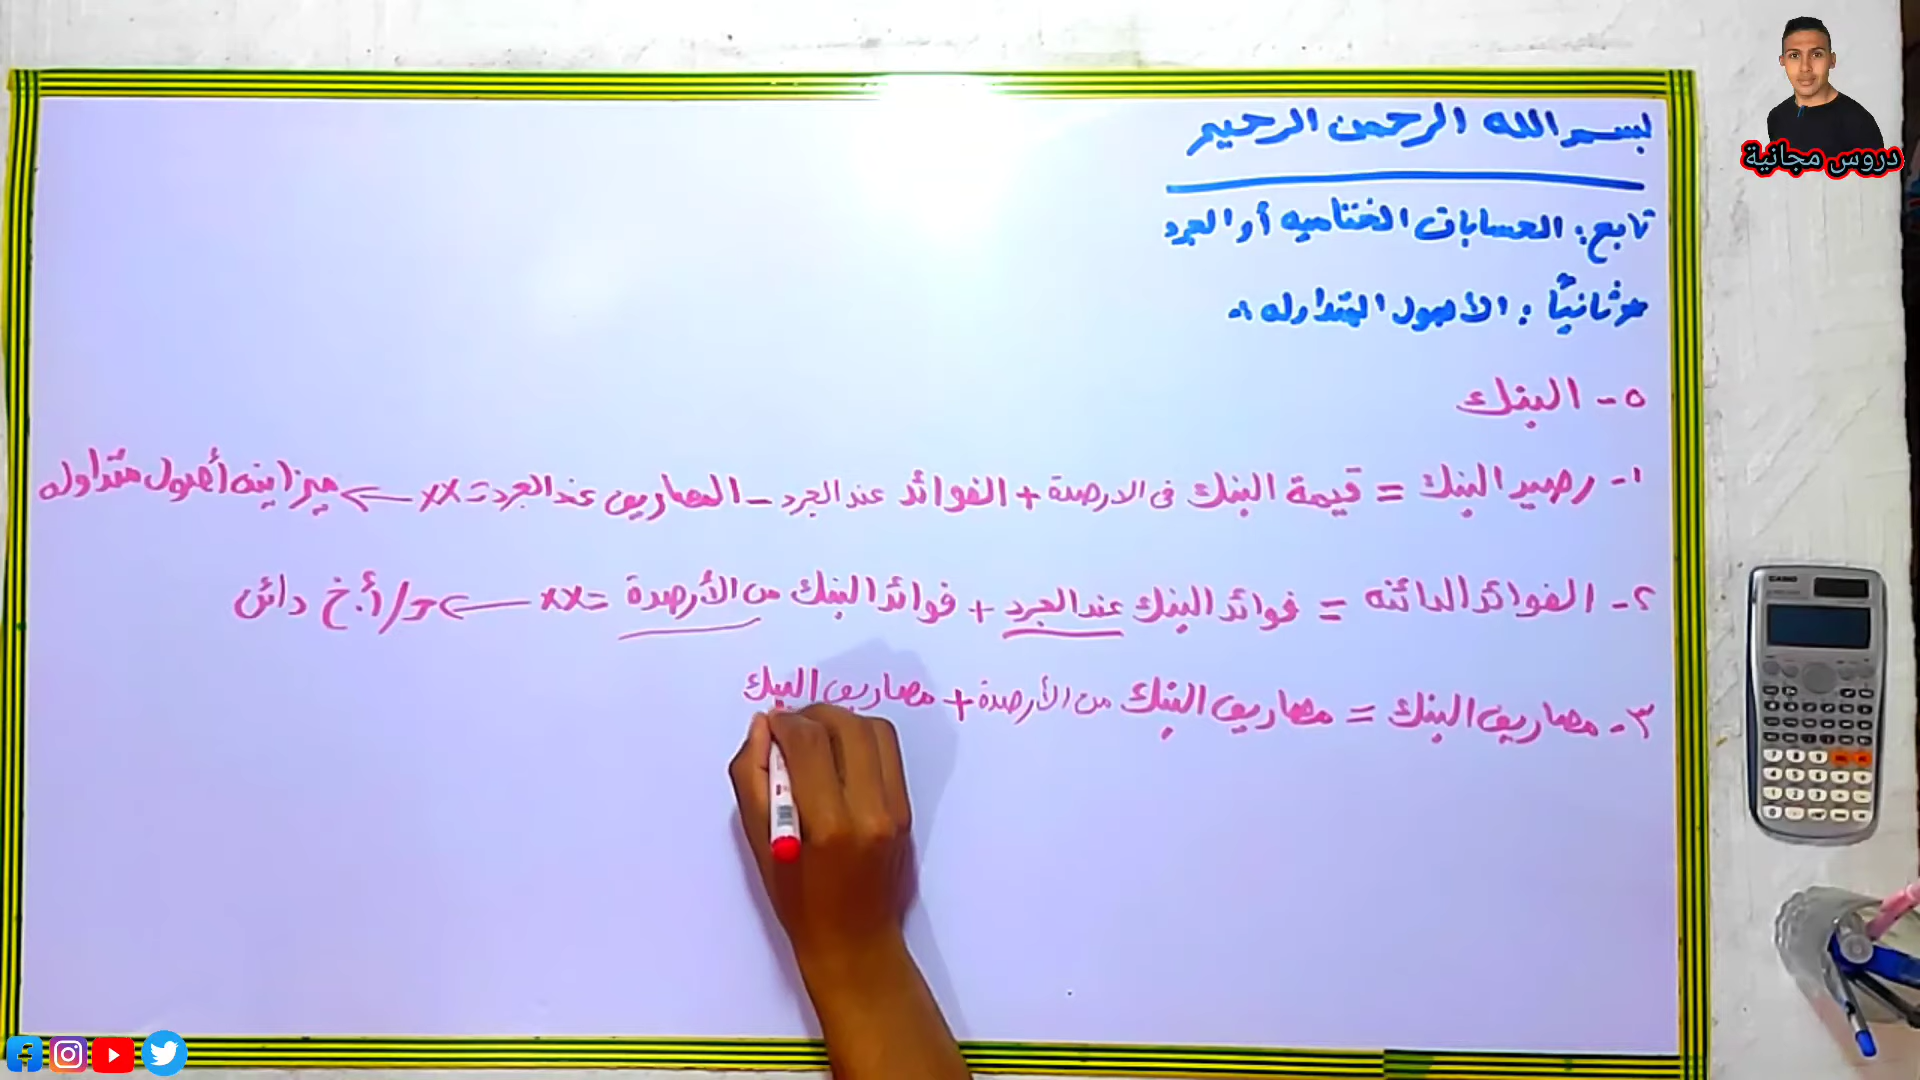 بسم الله الرحمن الرحيم
دروس مجانية
تابع: الحسابات الختاميه أو الجرد
ثانياً: الأصول المتداوله
٥- البنك
١- رصيد البنك = قيمة البنك فى الارصدة + الفوائد عند الجرد - المصاريف عند الجرد = xx ← ميزانيه أصول متداوله
٢- الفوائد الدائنه = فوائد البنك عند الجرد + فوائد البنك من الأرصدة = xx ← ح/أ.خ دائن
٣- مصاريف البنك = مصاريف البنك من الأرصدة + مصاريف البنك
CASIO